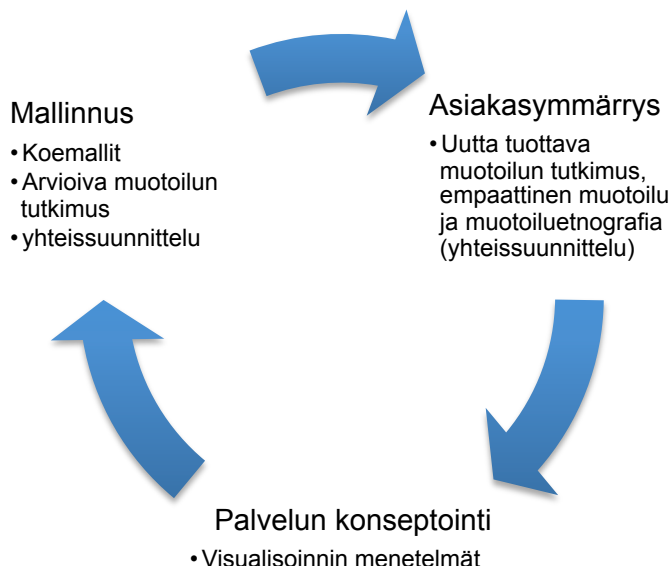 Mallinnus
• Koemallit
• Arvioiva muotoilun
tutkimus
• yhteissuunnittelu
Asiakasymmärrys
• Uutta tuottava
muotoilun tutkimus,
empaattinen muotoilu
ja muotoiluetnografia
(yhteissuunnittelu)
Palvelun konseptointi
• Visualisoinnin menetelmät